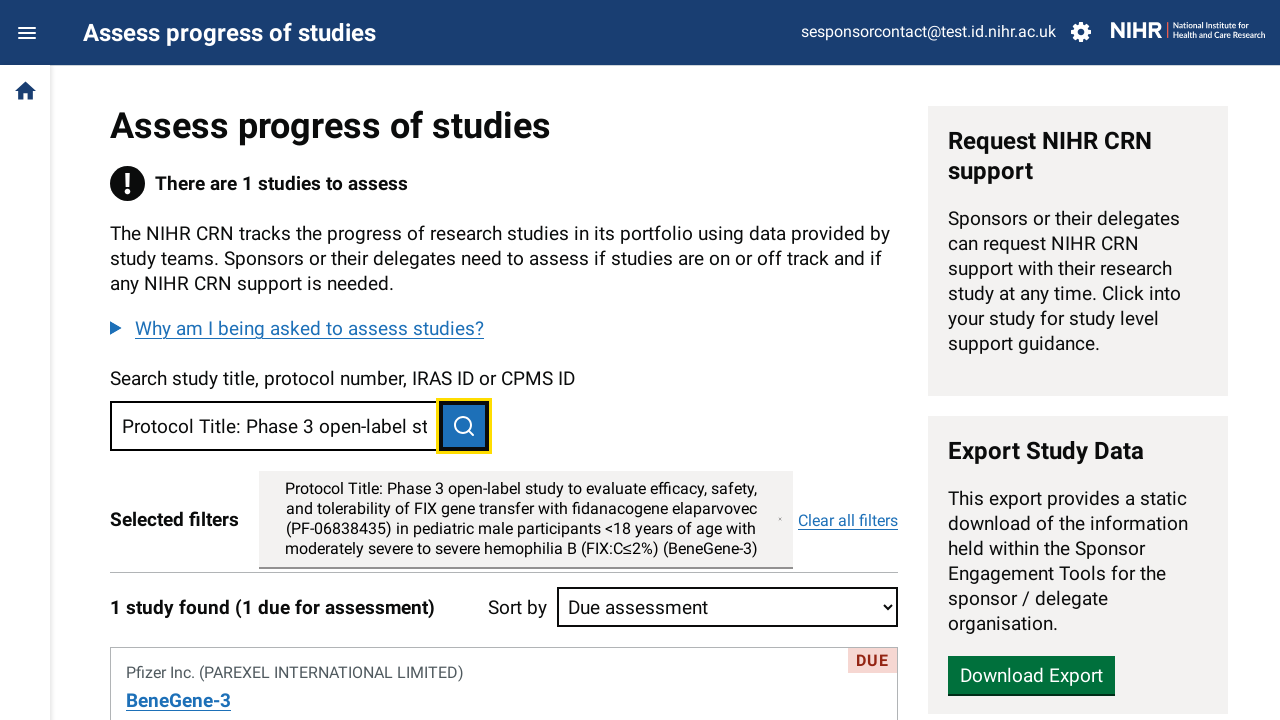 Assess progress of studies
sesponsorcontact@test.id.nihr.ac.uk
NIHR | National Institute for
Health and Care Research
Assess progress of studies
There are 1 studies to assess
The NIHR CRN tracks the progress of research studies in its portfolio using data provided by
study teams. Sponsors or their delegates need to assess if studies are on or off track and if
any NIHR CRN support is needed.
Why am I being asked to assess studies?
Search study title, protocol number, IRAS ID or CPMS ID
Protocol Title: Phase 3 open-label st
Selected filters
Protocol Title: Phase 3 open-label study to evaluate efficacy, safety,
and tolerability of FIX gene transfer with fidanacogene elaparvovec
(PF-06838435) in pediatric male participants <18 years of age with
moderately severe to severe hemophilia B (FIX:C≤2%) (BeneGene-3)
Clear all filters
1 study found (1 due for assessment)
Sort by
Due assessment
DUE
Pfizer Inc. (PAREXEL INTERNATIONAL LIMITED)
BeneGene-3
Request NIHR CRN
support
Sponsors or their delegates
can request NIHR CRN
support with their research
study at any time. Click into
your study for study level
support guidance.
Export Study Data
This export provides a static
download of the information
held within the Sponsor
Engagement Tools for the
sponsor / delegate
organisation.
Download Export